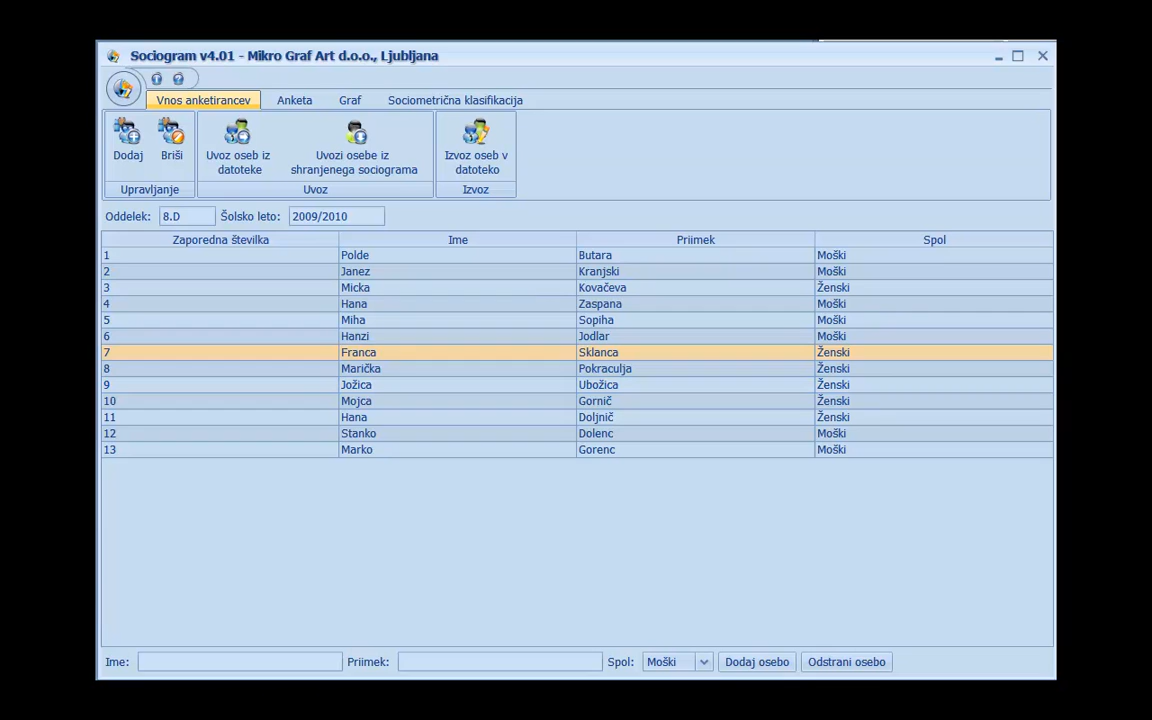 Sociogram v4.01 - Mikro Graf Art d.o.o., Ljubljana
Vnos anketirancev Anketa Graf Sociometrična klasifikacija
Dodaj Briši Uvoz oseb iz datoteke Uvozi osebe iz shranjenega sociograma Izvoz oseb v datoteko
Upravljanje Uvoz Izvoz
Oddelek: 8.D Šolsko leto: 2009/2010
Zaporedna številka Ime Priimek Spol
1 Polde Butara Moški
2 Janez Kranjski Moški
3 Micka Kovačeva Ženski
4 Hana Zaspana Moški
5 Miha Sopiha Moški
6 Hanzi Jodlar Moški
7 Franca Sklanca Ženski
8 Marička Pokraculja Ženski
9 Jožica Ubožica Ženski
10 Mojca Gornič Ženski
11 Hana Doljnič Ženski
12 Stanko Dolenc Moški
13 Marko Gorenc Moški
Ime: Priimek: Spol: Moški Dodaj osebo Odstrani osebo